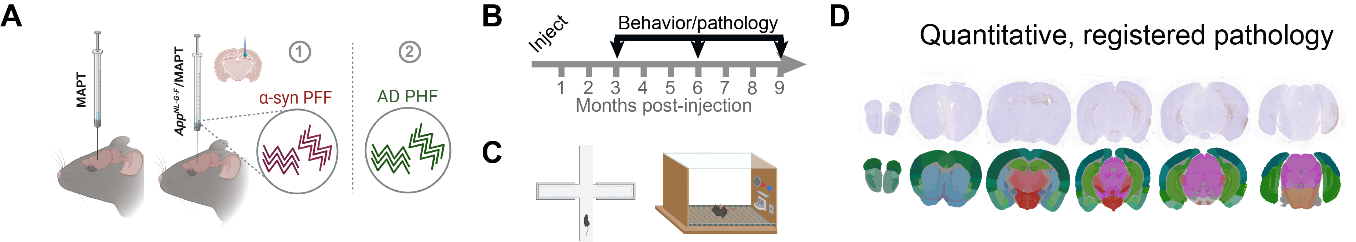 A
MAPT
App^NL-G-F/MAPT
1
α-syn PFF
2
AD PHF
B
Inject
Behavior/pathology
1 2 3 4 5 6 7 8 9
Months post-injection
C
D
Quantitative, registered pathology